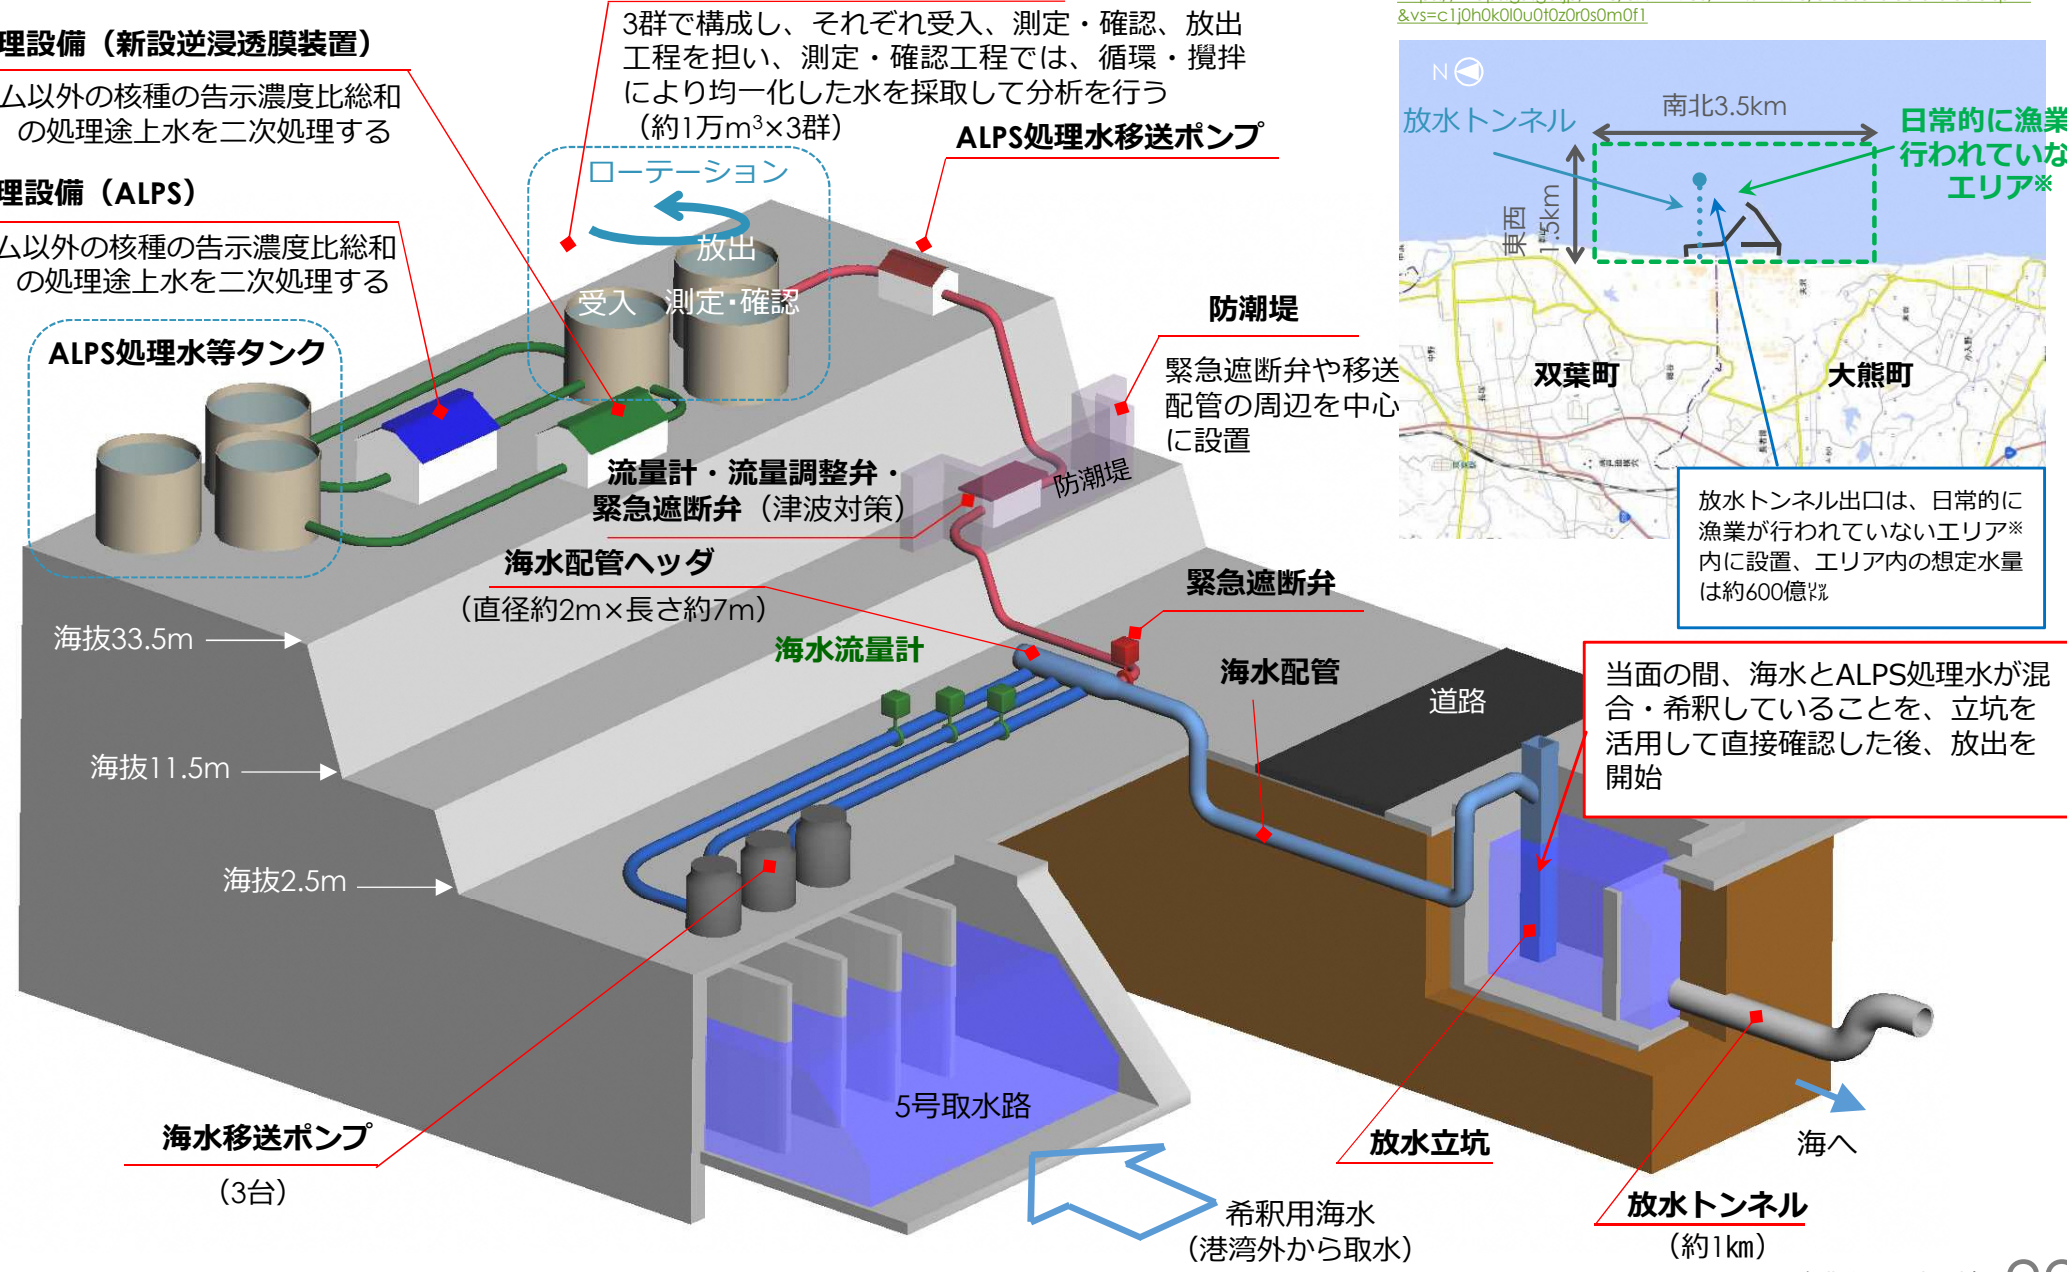 理設備（新設逆浸透膜装置）
ム以外の核種の告示濃度比総和
の処理途上水を二次処理する
理設備（ALPS）
ム以外の核種の告示濃度比総和
の処理途上水を二次処理する
3群で構成し、それぞれ受入、測定・確認、放出
工程を担い、測定・確認工程では、循環・攪拌
により均一化した水を採取して分析を行う
（約1万m³×3群）
ALPS処理水移送ポンプ
ローテーション
放出
受入
測定・確認
ALPS処理水等タンク
防潮堤
緊急遮断弁や移送
配管の周辺を中心
に設置
防潮堤
流量計・流量調整弁・
緊急遮断弁（津波対策）
海水配管ヘッダ
（直径約2m×長さ約7m）
緊急遮断弁
海水流量計
海水配管
道路
海抜33.5m
海抜11.5m
海抜2.5m
当面の間、海水とALPS処理水が混
合・希釈していることを、立坑を
活用して直接確認した後、放出を
開始
5号取水路
海水移送ポンプ
（3台）
希釈用海水
（港湾外から取水）
放水立坑
海へ
放水トンネル
（約1㎞）
&vs=c1j0h0k0l0u0t0z0r0s0m0f1
N
放水トンネル
南北3.5km
東西
1.5km
日常的に漁業
行われていな
エリア※
双葉町
大熊町
放水トンネル出口は、日常的に
漁業が行われていないエリア※
内に設置、エリア内の想定水量
は約600億㍑